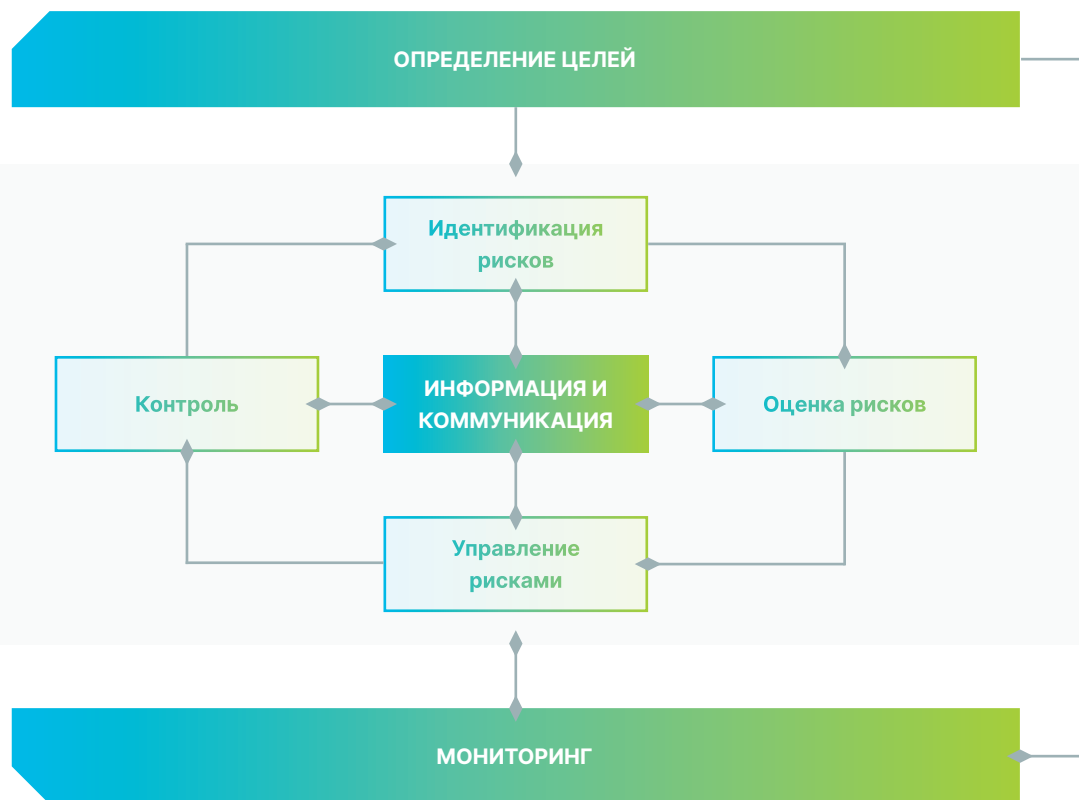 ОПРЕДЕЛЕНИЕ ЦЕЛЕЙ
Идентификация
рисков
Контроль
ИНФОРМАЦИЯ И
КОММУНИКАЦИЯ
Оценка рисков
Управление
рисками
МОНИТОРИНГ